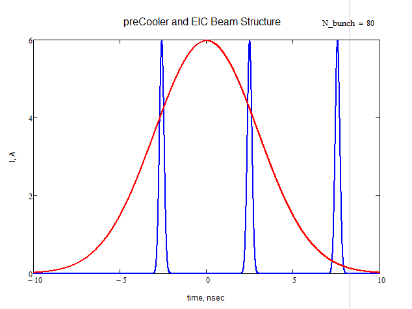 preCooler and EIC Beam Structure
N_bunch = 80
6
4
2
0
I, A
−10
−5
0
5
10
time, nsec